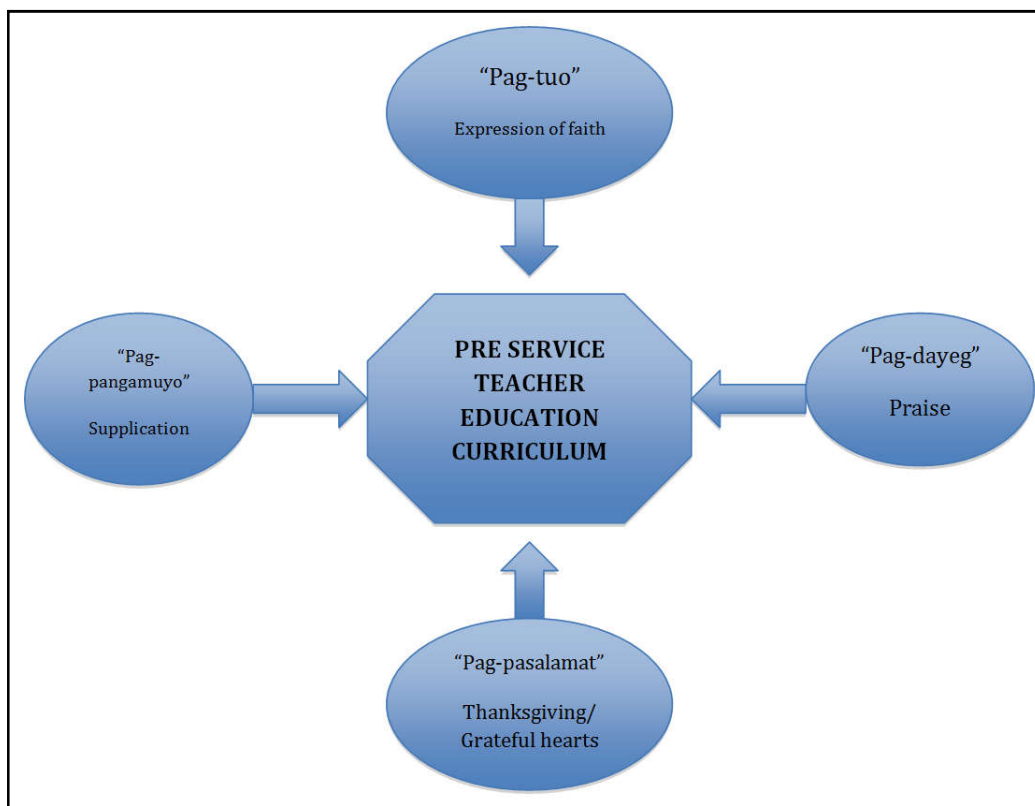 “Pag-tuo”
Expression of faith
“Pag-
pangamuyo”
Supplication
PRE SERVICE
TEACHER
EDUCATION
CURRICULUM
“Pag-dayeg”
Praise
“Pag-pasalamat”
Thanksgiving/
Grateful hearts